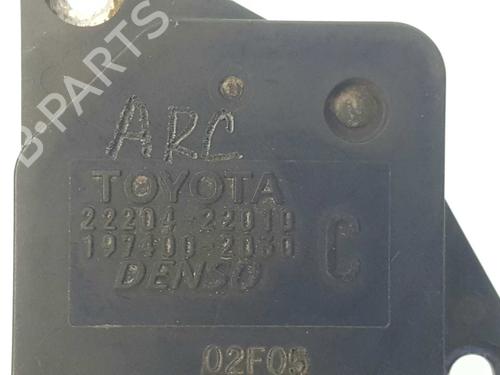 B-PARTS
ARC
TOYOTA
22204-22010
197400-2030
DENSO
C
02F05